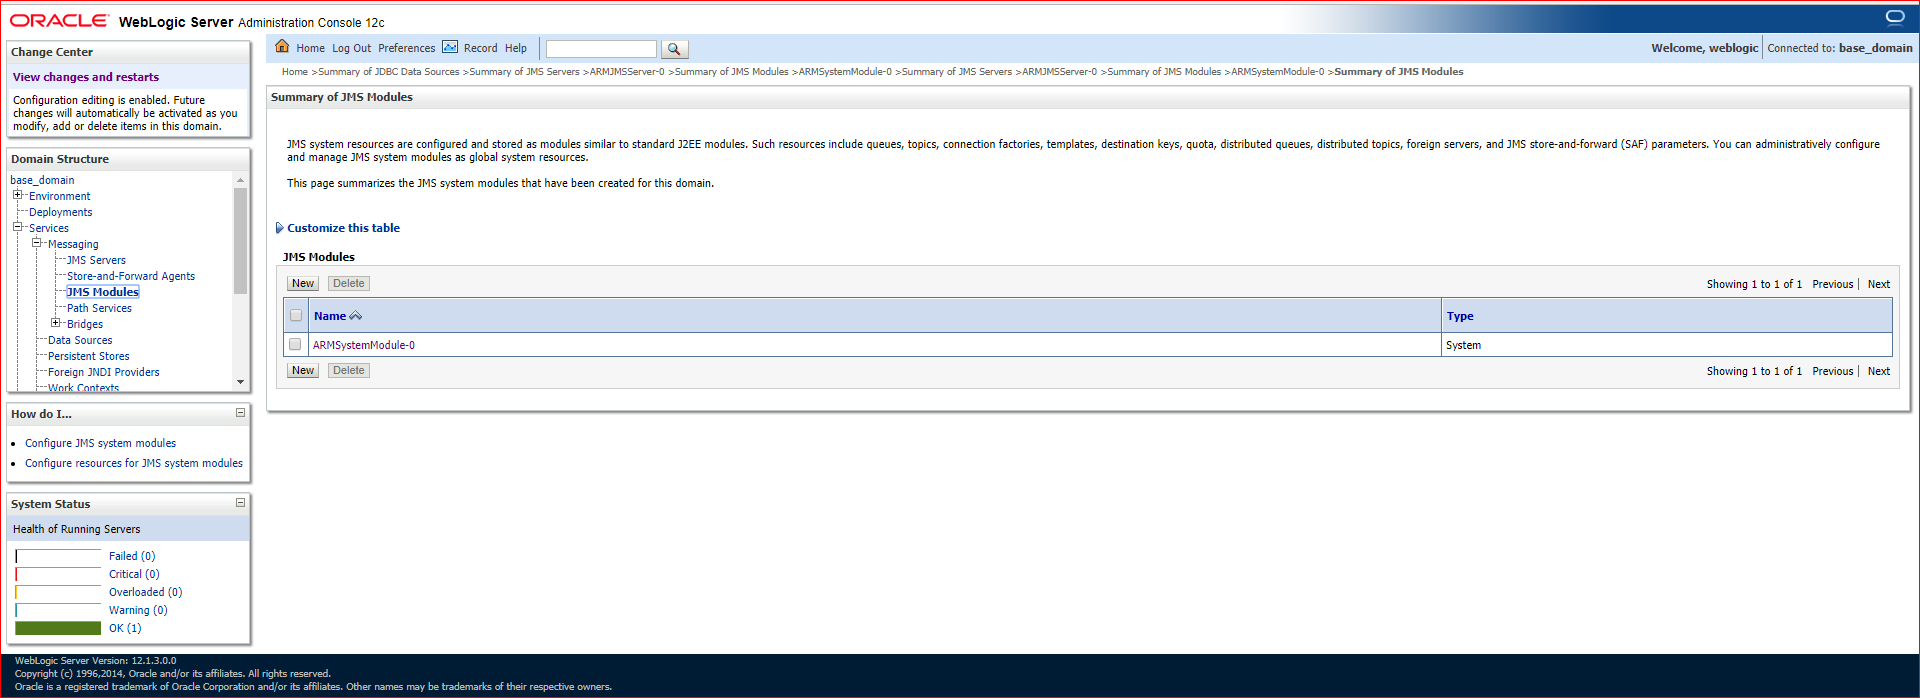 ORACLE WebLogic Server Administration Console 12c
Change Center
View changes and restarts
Configuration editing is enabled. Future
changes will automatically be activated as you
modify, add or delete items in this domain.
Domain Structure
base_domain
Environment
Deployments
Services
Messaging
JMS Servers
Store-and-Forward Agents
JMS Modules
Path Services
Bridges
Data Sources
Persistent Stores
Foreign JNDI Providers
Work Contexts
How do I...
Configure JMS system modules
Configure resources for JMS system modules
System Status
Health of Running Servers
Failed (0)
Critical (0)
Overloaded (0)
Warning (0)
OK (1)
Home Log Out Preferences Record Help
Welcome, weblogic Connected to: base_domain
Home >Summary of JDBC Data Sources >Summary of JMS Servers >ARMJMSServer-0 >Summary of JMS Modules >ARMSystemModule-0 >Summary of JMS Servers >ARMJMSServer-0 >Summary of JMS Modules >ARMSystemModule-0 >Summary of JMS Modules
Summary of JMS Modules
JMS system resources are configured and stored as modules similar to standard J2EE modules. Such resources include queues, topics, connection factories, templates, destination keys, quota, distributed queues, distributed topics, foreign servers, and JMS store-and-forward (SAF) parameters. You can administratively configure
and manage JMS system modules as global system resources.
This page summarizes the JMS system modules that have been created for this domain.
Customize this table
JMS Modules
New Delete Showing 1 to 1 of 1 Previous | Next
Name Type
ARMSystemModule-0 System
New Delete Showing 1 to 1 of 1 Previous | Next
WebLogic Server Version: 12.1.3.0.0
Copyright (c) 1996,2014, Oracle and/or its affiliates. All rights reserved.
Oracle is a registered trademark of Oracle Corporation and/or its affiliates. Other names may be trademarks of their respective owners.